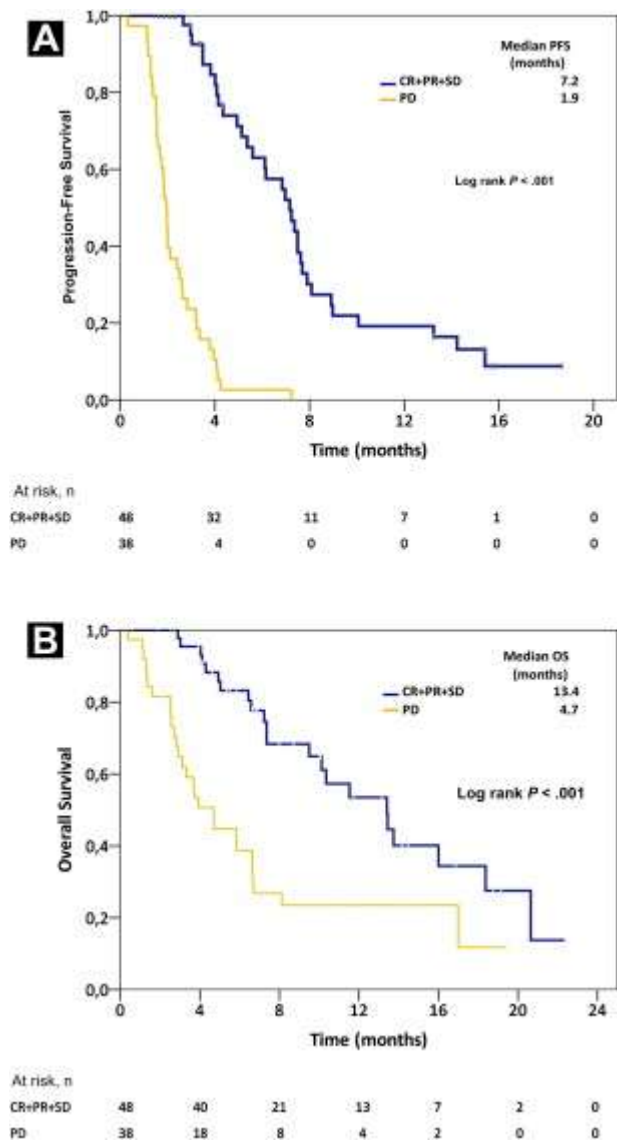 A
Median PFS
(months)
CR+PR+SD 7.2
PD 1.9
Log rank P < .001
Progression-Free Survival
1,0
0,8
0,6
0,4
0,2
0,0
0 4 8 12 16 20
Time (months)
At risk, n
CR+PR+SD 48 32 11 7 1 0
PD 38 4 0 0 0 0
B
Median OS
(months)
CR+PR+SD 13.4
PD 4.7
Log rank P < .001
Overall Survival
1,0
0,8
0,6
0,4
0,2
0,0
0 4 8 12 16 20 24
Time (months)
At risk, n
CR+PR+SD 48 40 21 13 7 2 0
PD 38 18 8 4 2 0 0